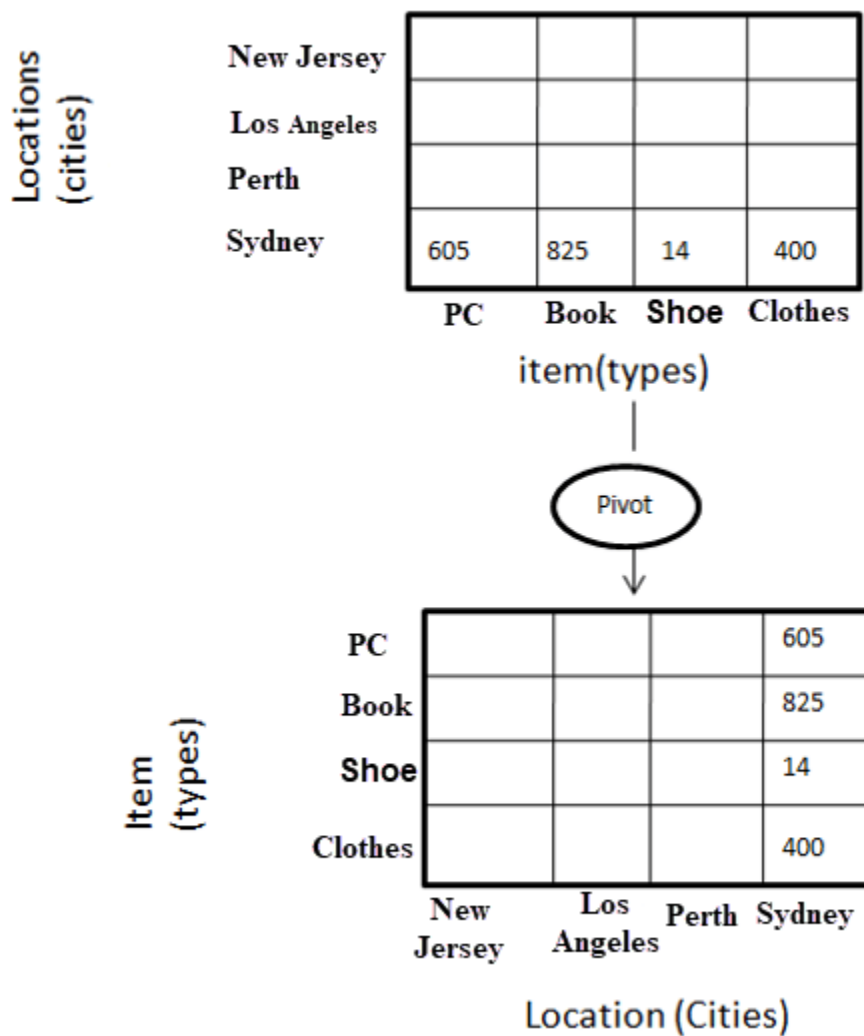 Locations
(cities)
New Jersey
Los Angeles
Perth
Sydney
605 825 14 400
PC Book Shoe Clothes
item(types)
Pivot
Item
(types)
PC 605
Book 825
Shoe 14
Clothes 400
New
Jersey
Los
Angeles
Perth
Sydney
Location (Cities)